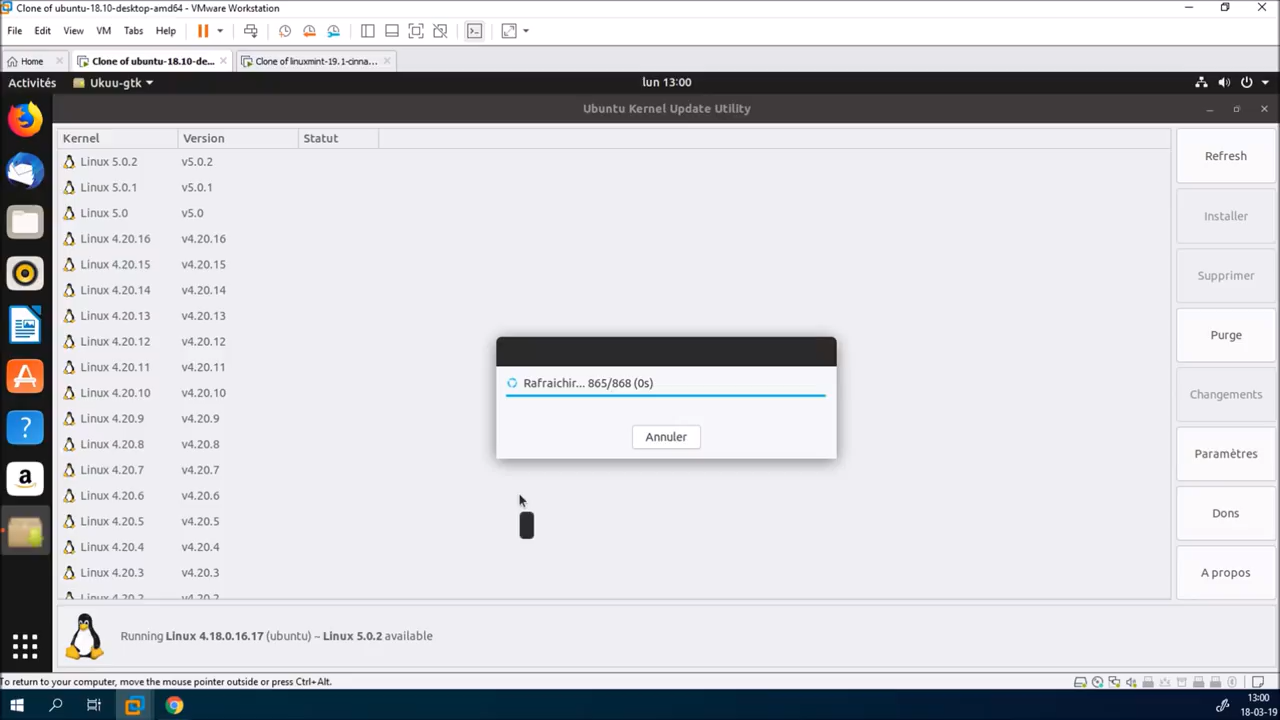 Clone of ubuntu-18.10-desktop-amd64 - VMware Workstation
File Edit View VM Tabs Help
Home Clone of ubuntu-18.10-de... Clone of linuxmint-19.1-cinna...
Activités Ukuu-gtk lun 13:00
Ubuntu Kernel Update Utility
Kernel Version Statut
Linux 5.0.2 v5.0.2
Linux 5.0.1 v5.0.1
Linux 5.0 v5.0
Linux 4.20.16 v4.20.16
Linux 4.20.15 v4.20.15
Linux 4.20.14 v4.20.14
Linux 4.20.13 v4.20.13
Linux 4.20.12 v4.20.12
Linux 4.20.11 v4.20.11
Linux 4.20.10 v4.20.10
Linux 4.20.9 v4.20.9
Linux 4.20.8 v4.20.8
Linux 4.20.7 v4.20.7
Linux 4.20.6 v4.20.6
Linux 4.20.5 v4.20.5
Linux 4.20.4 v4.20.4
Linux 4.20.3 v4.20.3
Linux 4.20.2 v4.20.2
Rafraichir... 865/868 (0s)
Annuler
Refresh
Installer
Supprimer
Purge
Changements
Paramètres
Dons
A propos
Running Linux 4.18.0.16.17 (ubuntu) ~ Linux 5.0.2 available
To return to your computer, move the mouse pointer outside or press Ctrl+Alt.
13:00
18-03-19